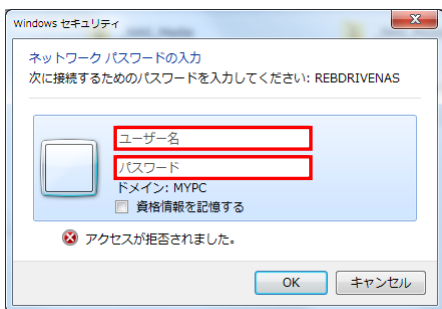 Windows セキュリティ
ネットワーク パスワードの入力
次に接続するためのパスワードを入力してください: REBDRIVENAS
ユーザー名
パスワード
ドメイン: MYPC
資格情報を記憶する
アクセスが拒否されました。
OK
キャンセル